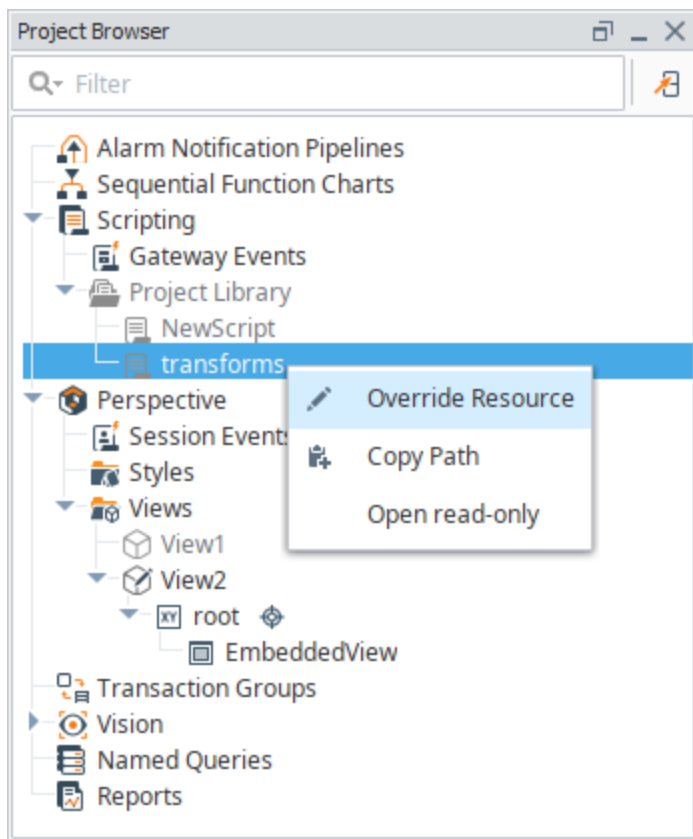 Project Browser
Filter
Alarm Notification Pipelines
Sequential Function Charts
Scripting
Gateway Events
Project Library
NewScript
transforms
Override Resource
Perspective
Session Events
Copy Path
Styles
Views
Open read-only
View1
View2
XY root
EmbeddedView
Transaction Groups
Vision
Named Queries
Reports